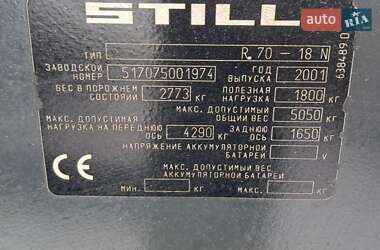 STILL
RIA.com
ТИП R 70 – 18 N
ЗАВОДСКОЙ НОМЕР 517075001974 ГОД ВЫПУСКА 2001
ВЕС В ПОРОЖНЕМ СОСТОЯНИИ 2773 кг ПОЛЕЗНАЯ НАГРУЗКА 1800 кг
МАКС. ДОПУСТИМЫЙ ОБЩИЙ ВЕС 5050 кг
МАКС. ДОПУСТИМАЯ НАГРУЗКА НА ПЕРЕДНЮЮ ОСЬ 4290 кг ЗАДНЮЮ ОСЬ 1650 кг
НАПРЯЖЕНИЕ АККУМУЛЯТОРНОЙ БАТАРЕИ V
МАКС. ДОПУСТИМЫЙ ВЕС АККУМУЛЯТОРНОЙ БАТАРЕИ
CE
МИН. кг МАКС. кг
638489